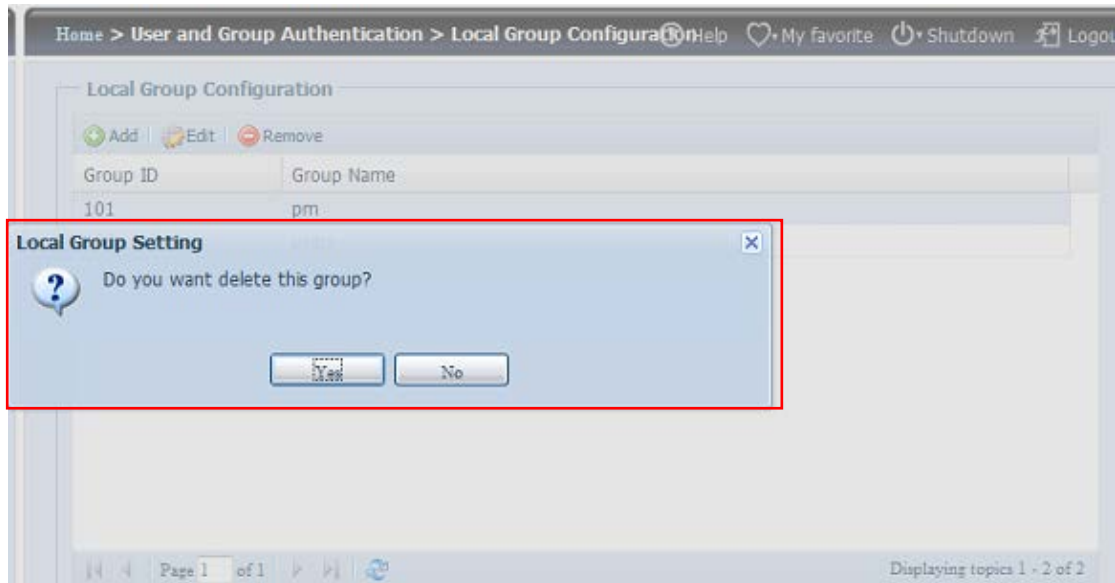 Home > User and Group Authentication > Local Group Configuration Help My favorite Shutdown Logou
Local Group Configuration
Add Edit Remove
Group ID Group Name
101 pm
Local Group Setting
Do you want delete this group?
Yes No
Page 1 of 1 Displaying topics 1 - 2 of 2